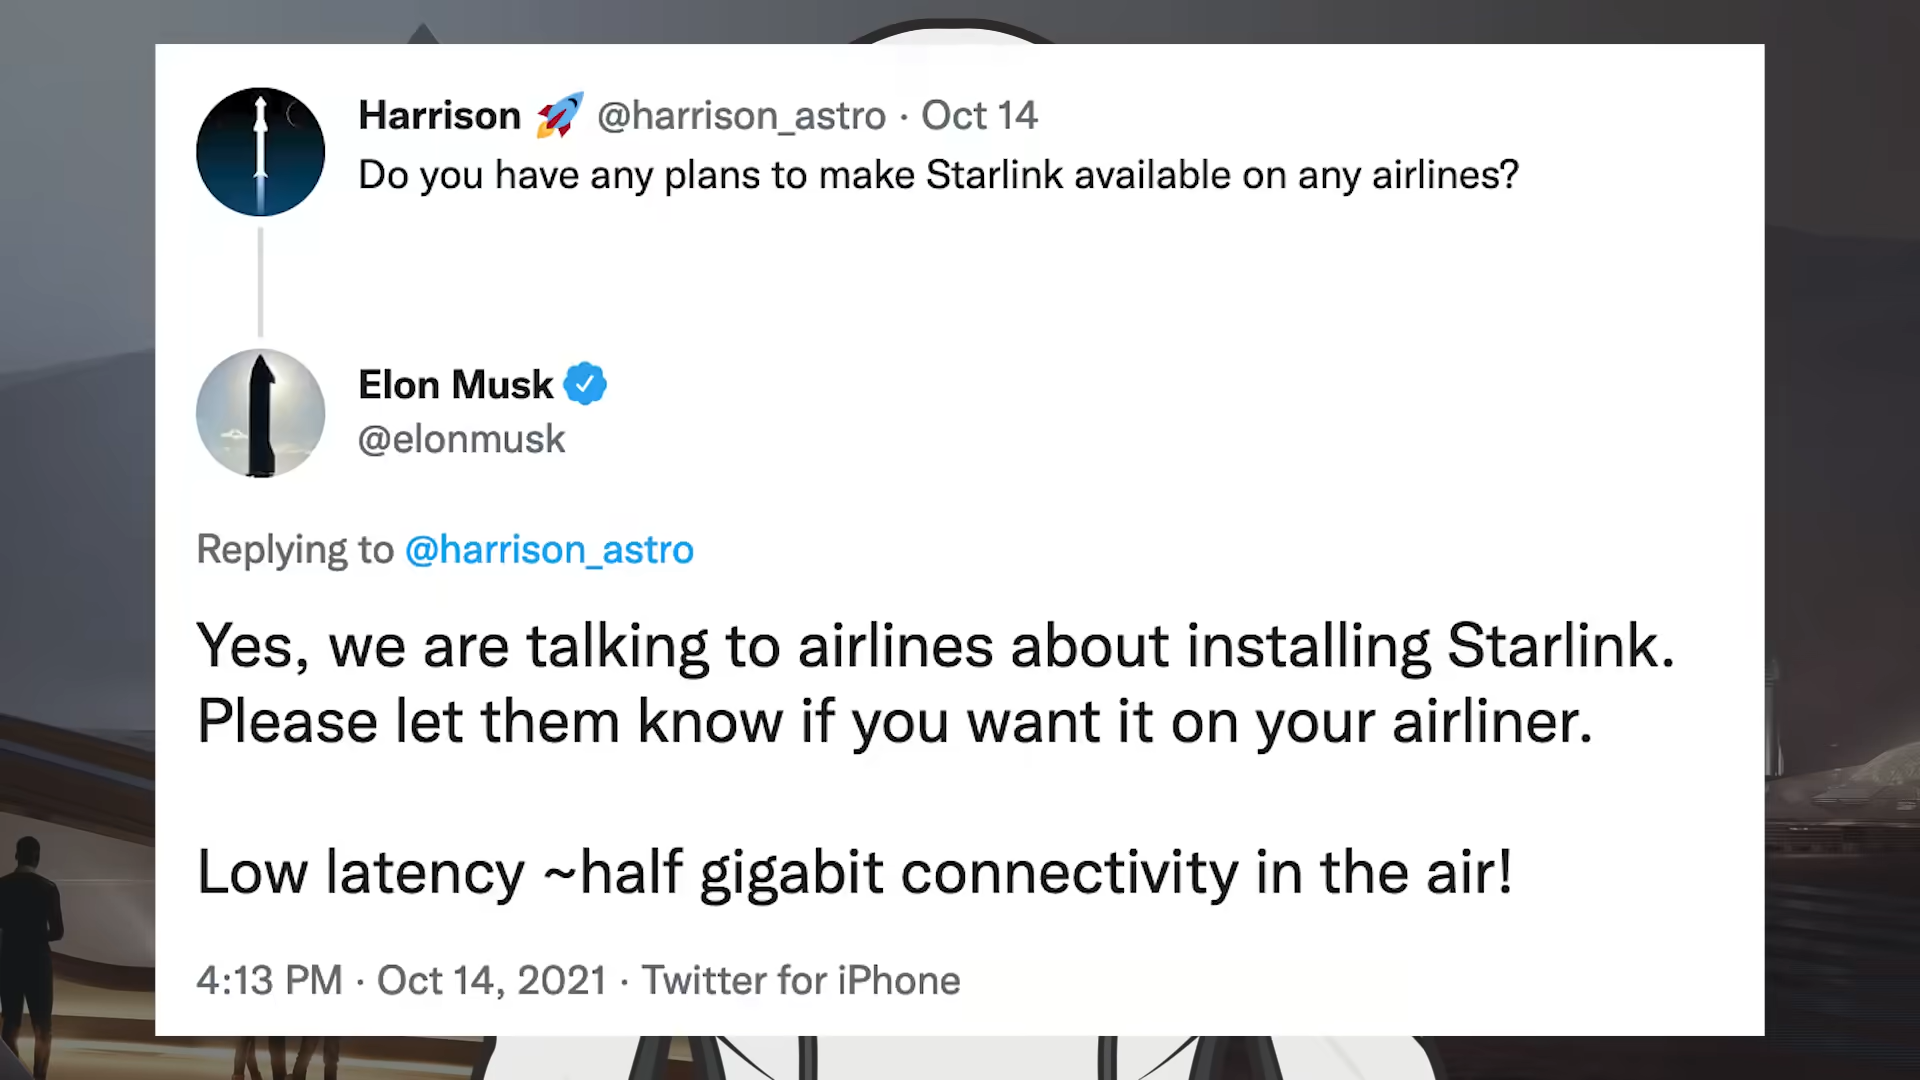 Harrison 🚀 @harrison_astro · Oct 14
Do you have any plans to make Starlink available on any airlines?
Elon Musk
@elonmusk
Replying to @harrison_astro
Yes, we are talking to airlines about installing Starlink.
Please let them know if you want it on your airliner.
Low latency ~half gigabit connectivity in the air!
4:13 PM · Oct 14, 2021 · Twitter for iPhone